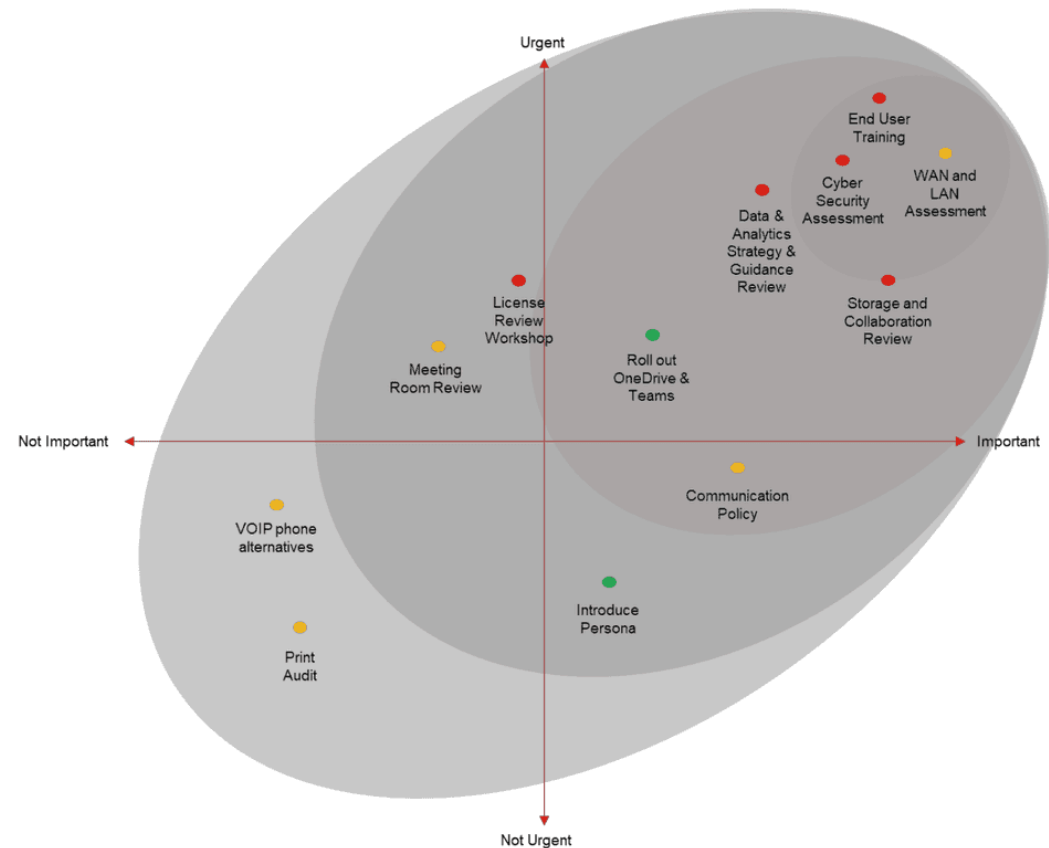 Urgent
End User
Training
WAN and
LAN
Assessment
Cyber
Security
Assessment
Data &
Analytics
Strategy &
Guidance
Review
License
Review
Workshop
Storage and
Collaboration
Review
Meeting
Room Review
Roll out
OneDrive &
Teams
Not Important
Important
Communication
Policy
VOIP phone
alternatives
Introduce
Persona
Print
Audit
Not Urgent